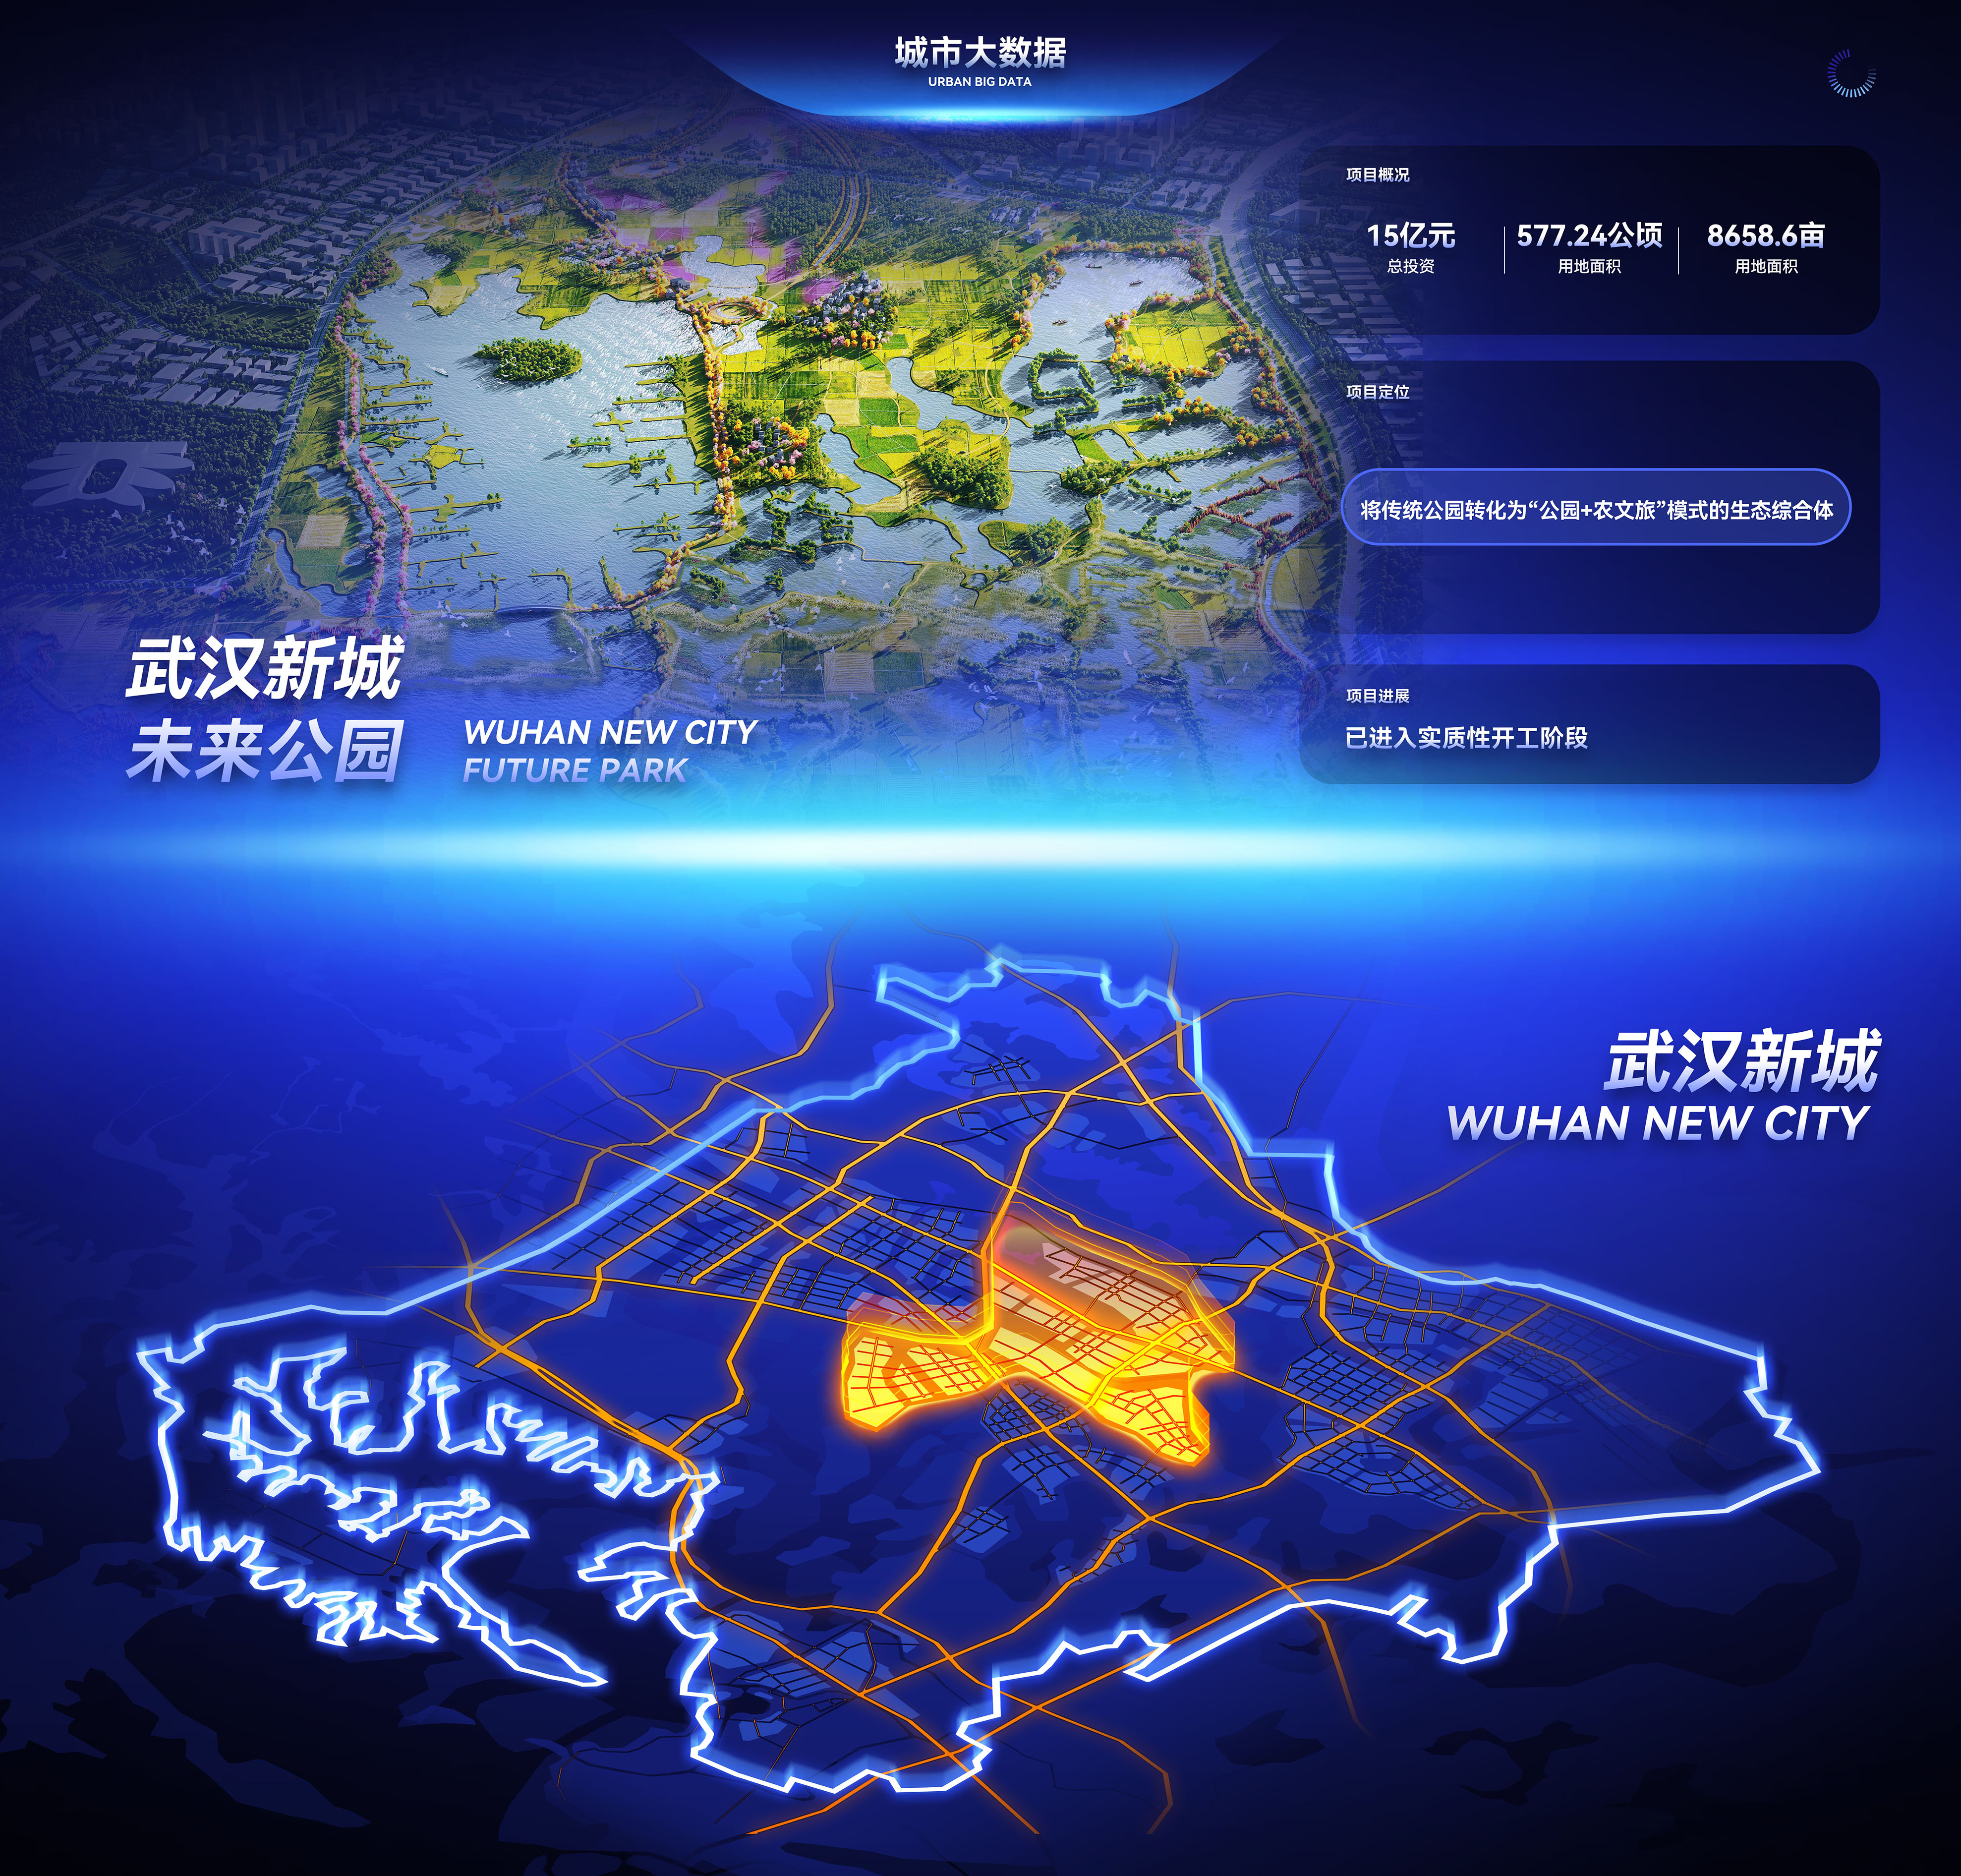 城市大数据
URBAN BIG DATA
项目概况
15亿元
总投资
577.24公顷
用地面积
8658.6亩
用地面积
项目定位
将传统公园转化为“公园+农文旅”模式的生态综合体
项目进展
已进入实质性开工阶段
武汉新城
未来公园
WUHAN NEW CITY
FUTURE PARK
武汉新城
WUHAN NEW CITY